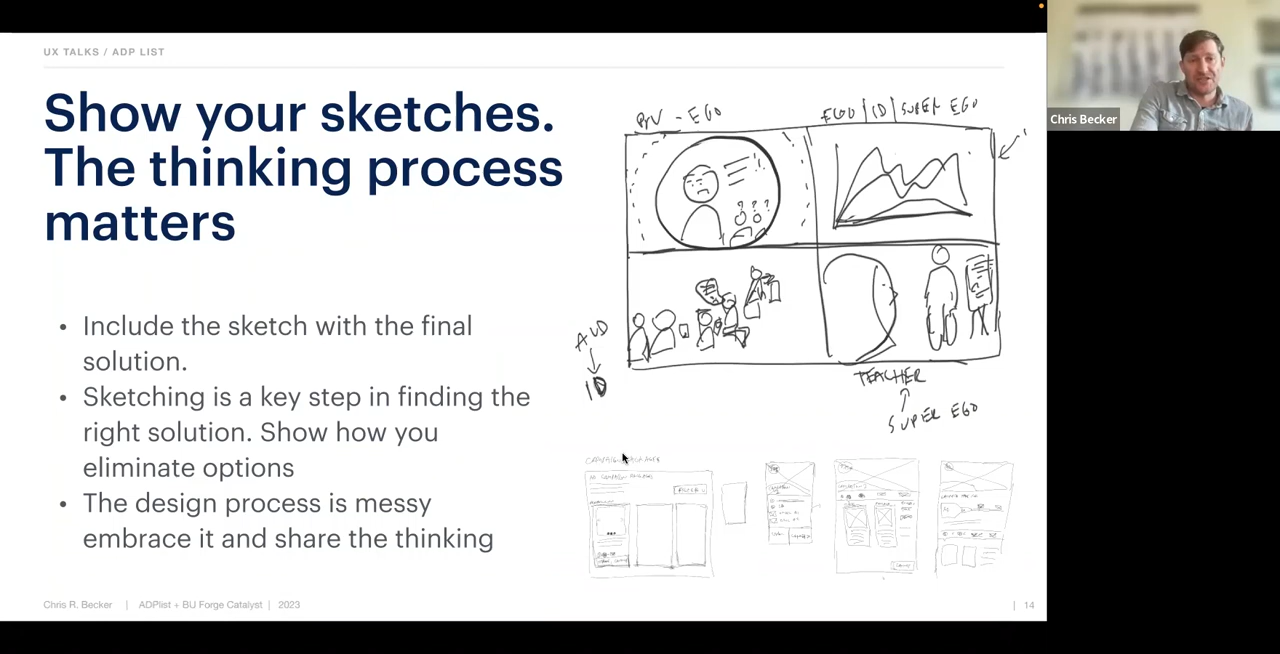 UX TALKS / ADP LIST
Show your sketches.
The thinking process
matters
• Include the sketch with the final
solution.
• Sketching is a key step in finding the
right solution. Show how you
eliminate options
• The design process is messy
embrace it and share the thinking
EGO
EGO | ID | SUPER EGO
AUD
ID
TEACHER
SUPER EGO
Chris R. Becker | ADPlist + BU Forge Catalyst | 2023
| 14
Chris Becker